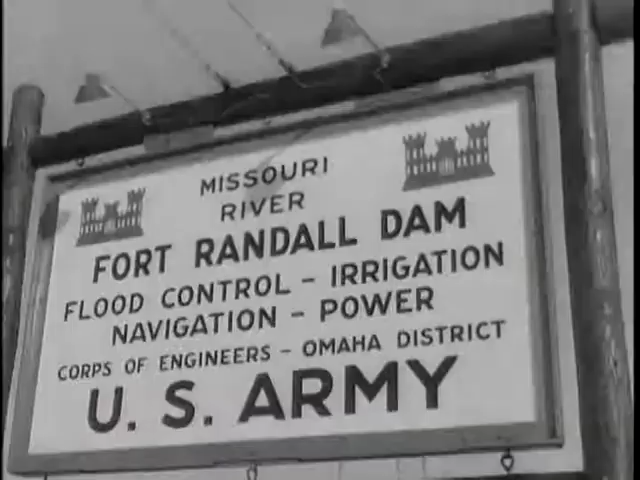 MISSOURI
RIVER
FORT RANDALL DAM
FLOOD CONTROL - IRRIGATION
NAVIGATION - POWER
CORPS OF ENGINEERS - OMAHA DISTRICT
U. S. ARMY